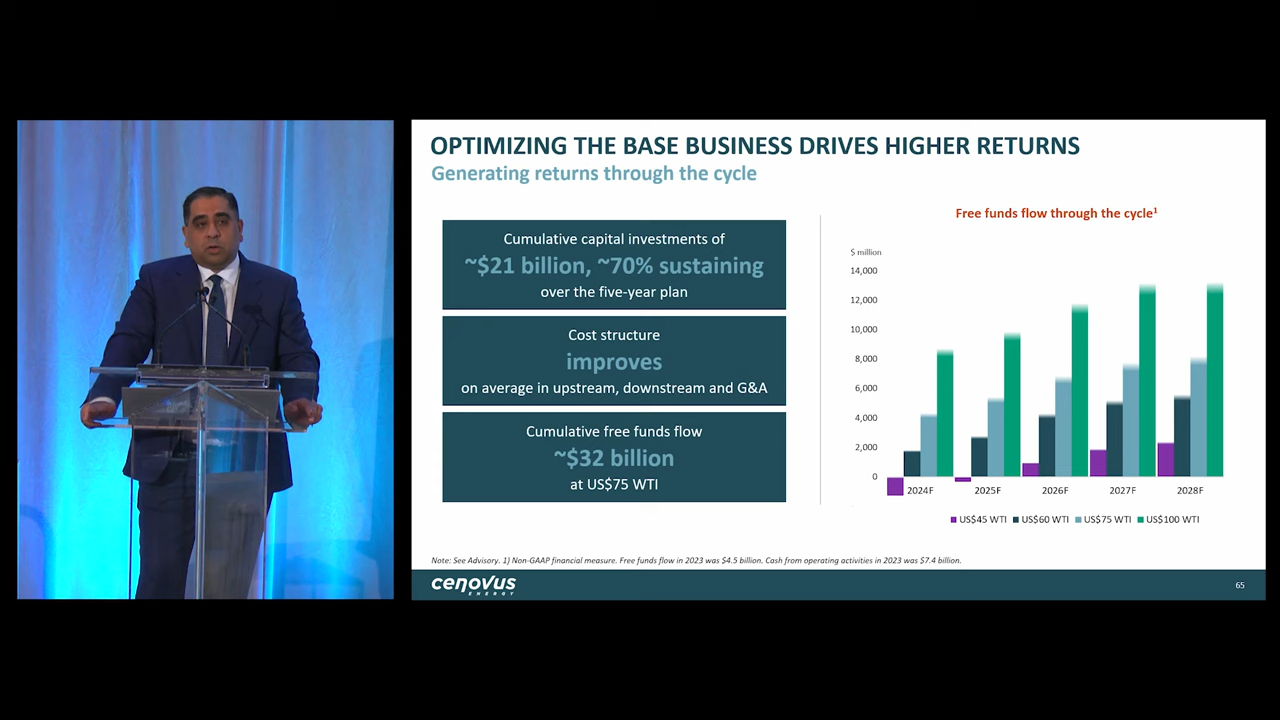 OPTIMIZING THE BASE BUSINESS DRIVES HIGHER RETURNS
Generating returns through the cycle
Cumulative capital investments of
~$21 billion, ~70% sustaining
over the five-year plan
Cost structure
improves
on average in upstream, downstream and G&A
Cumulative free funds flow
~$32 billion
at US$75 WTI
Free funds flow through the cycle¹
$ million
14,000
12,000
10,000
8,000
6,000
4,000
2,000
0
2024F 2025F 2026F 2027F 2028F
US$45 WTI US$60 WTI US$75 WTI US$100 WTI
Note: See Advisory. 1) Non-GAAP financial measure. Free funds flow in 2023 was $4.5 billion. Cash from operating activities in 2023 was $7.4 billion.
cenovus
ENERGY
65